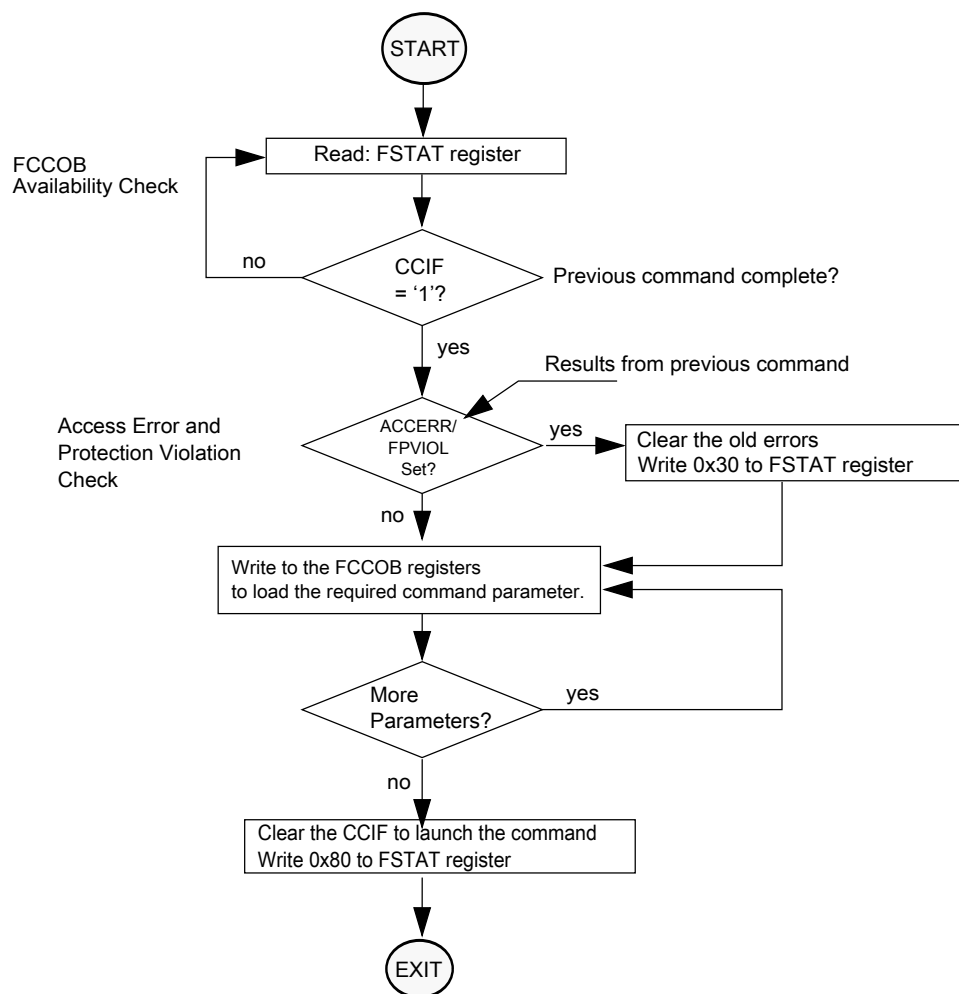 START
Read: FSTAT register
FCCOB
Availability Check
no
CCIF
= ‘1’?
Previous command complete?
yes
Results from previous command
Access Error and
Protection Violation
Check
ACCERR/
FPVIOL
Set?
yes
Clear the old errors
Write 0x30 to FSTAT register
no
Write to the FCCOB registers
to load the required command parameter.
More
Parameters?
yes
no
Clear the CCIF to launch the command
Write 0x80 to FSTAT register
EXIT